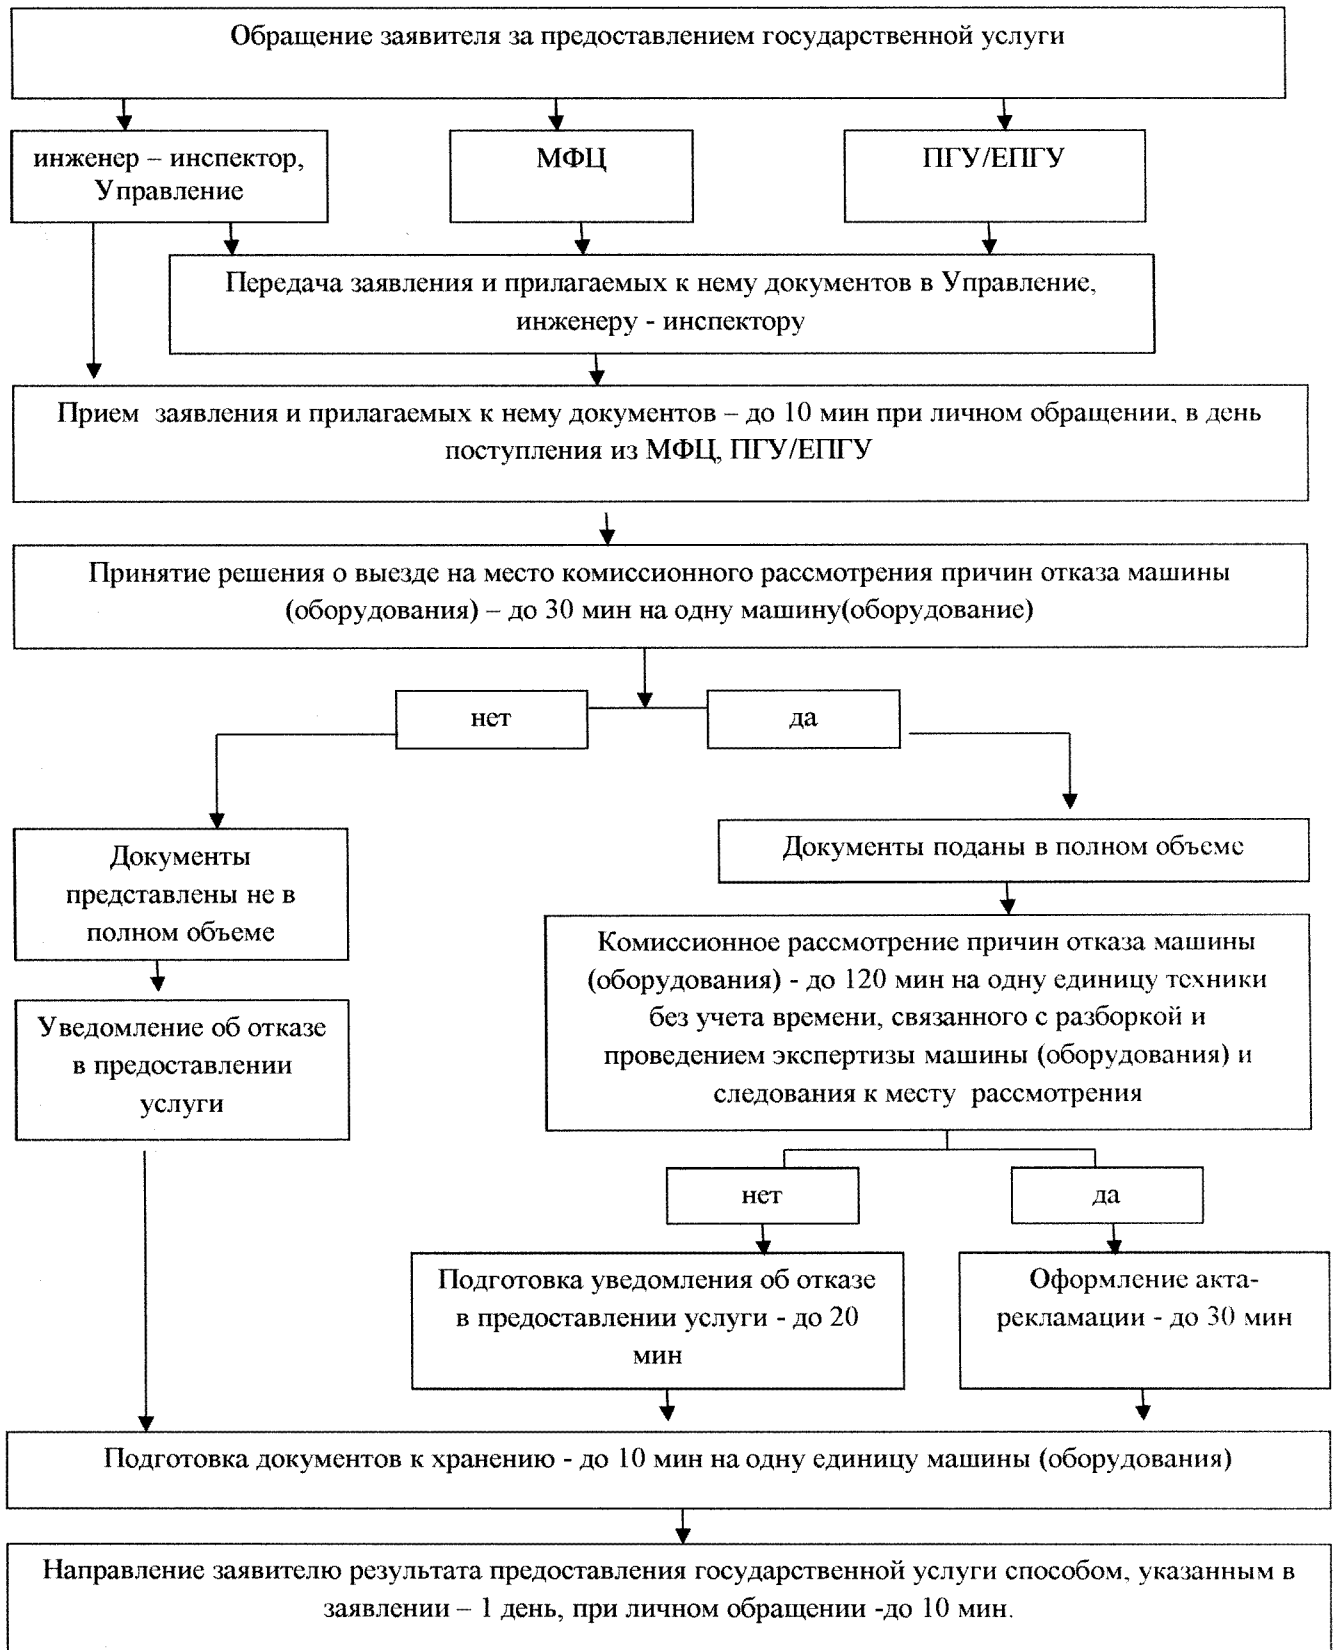 Обращение заявителя за предоставлением государственной услуги
инженер – инспектор,
Управление
МФЦ
ПГУ/ЕПГУ
Передача заявления и прилагаемых к нему документов в Управление,
инженеру - инспектору
Прием заявления и прилагаемых к нему документов – до 10 мин при личном обращении, в день
поступления из МФЦ, ПГУ/ЕПГУ
Принятие решения о выезде на место комиссионного рассмотрения причин отказа машины
(оборудования) – до 30 мин на одну машину(оборудование)
нет
да
Документы
представлены не в
полном объеме
Документы поданы в полном объеме
Уведомление об отказе
в предоставлении
услуги
Комиссионное рассмотрение причин отказа машины
(оборудования) - до 120 мин на одну единицу техники
без учета времени, связанного с разборкой и
проведением экспертизы машины (оборудования) и
следования к месту рассмотрения
нет
да
Подготовка уведомления об отказе
в предоставлении услуги - до 20
мин
Оформление акта-
рекламации - до 30 мин
Подготовка документов к хранению - до 10 мин на одну единицу машины (оборудования)
Направление заявителю результата предоставления государственной услуги способом, указанным в
заявлении – 1 день, при личном обращении -до 10 мин.